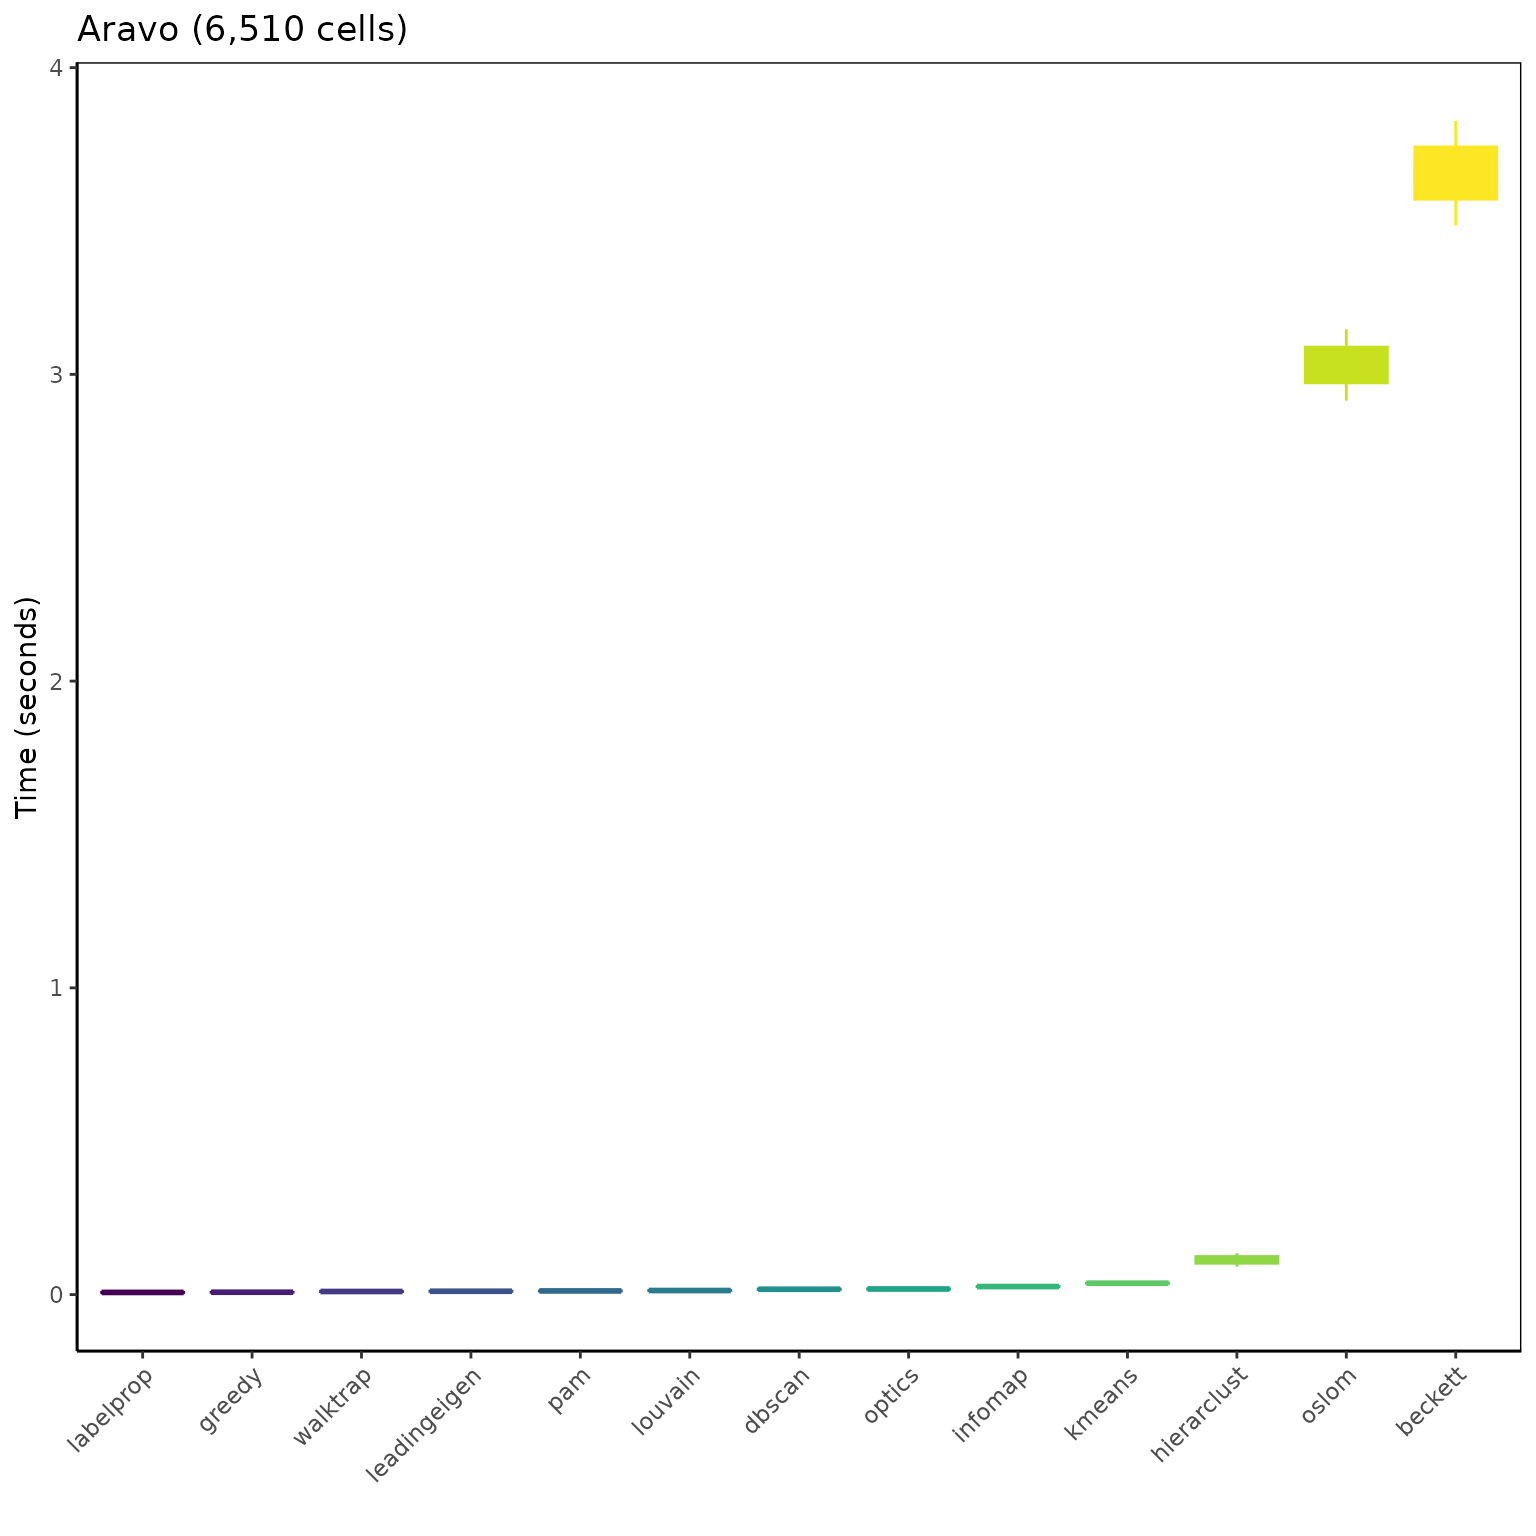 Aravo (6,510 cells)
Time (seconds)
4
3
2
1
0
labelprop
greedy
walktrap
leadingeigen
pam
louvain
dbscan
optics
infomap
kmeans
hierarclust
oslom
beckett